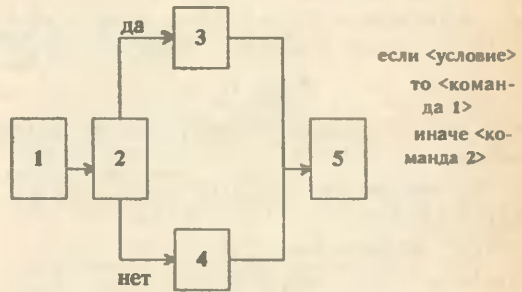 да
3
если <условие>
то <коман-
да 1>
иначе <ко-
манда 2>
1
2
5
4
нет